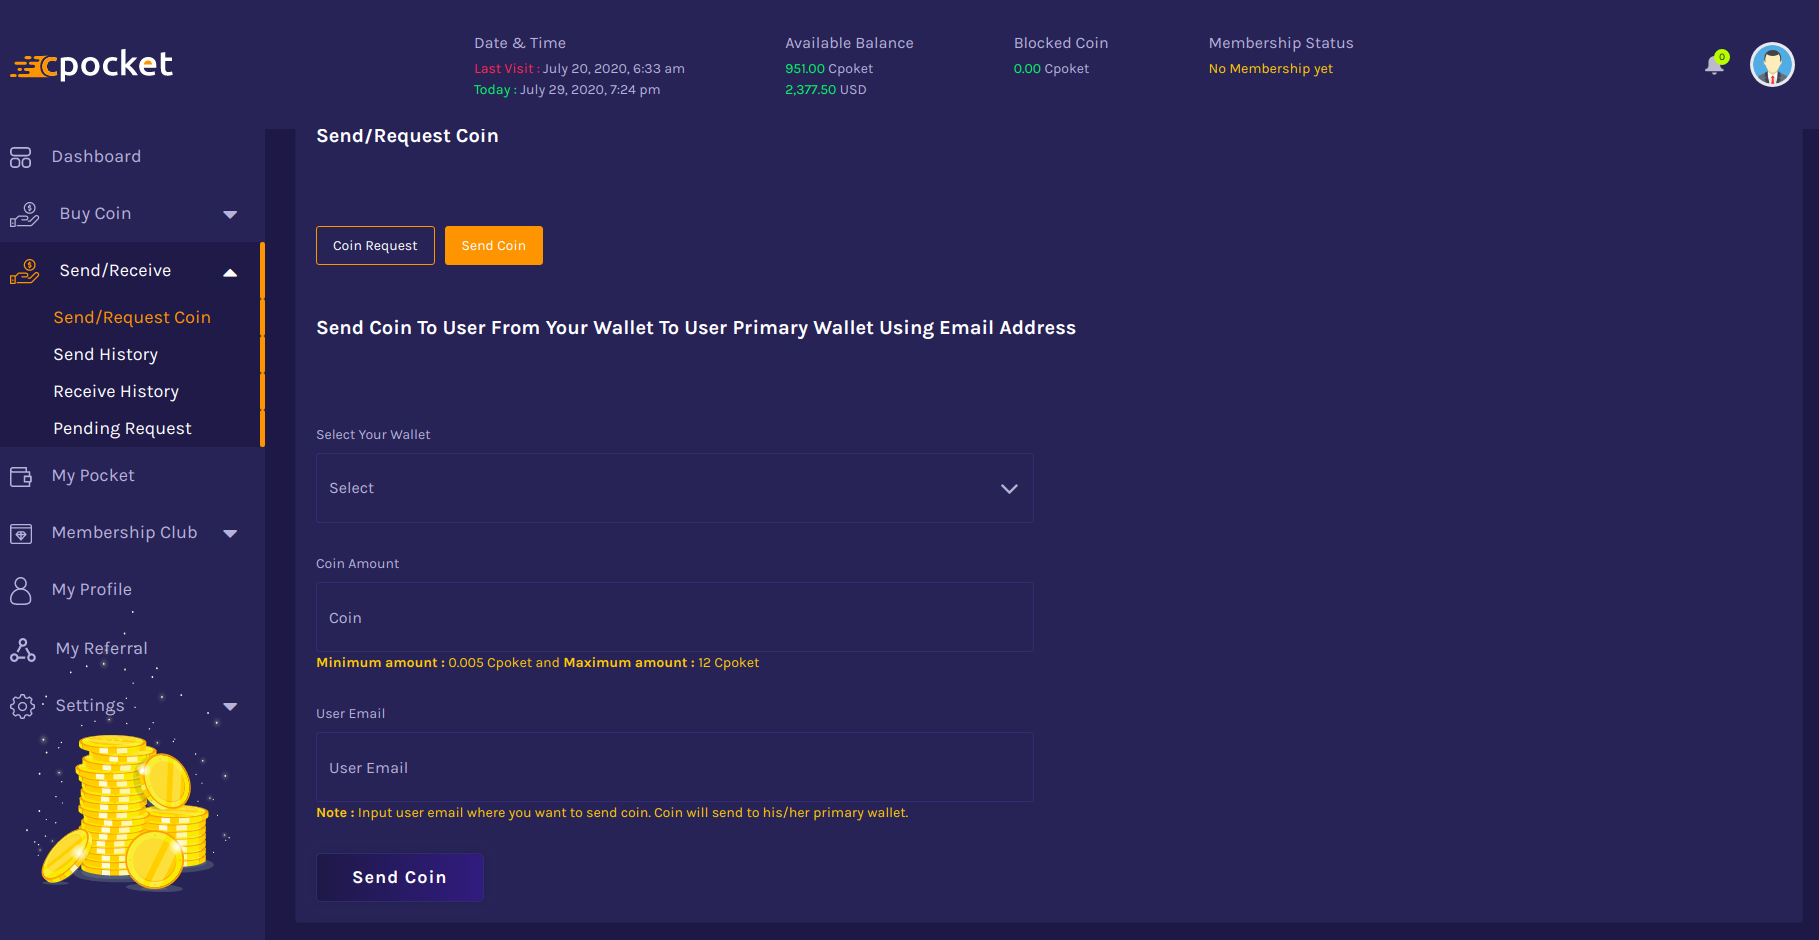 cpocket
Date & Time
Last Visit : July 20, 2020, 6:33 am
Today : July 29, 2020, 7:24 pm
Available Balance
951.00 Cpoket
2,377.50 USD
Blocked Coin
0.00 Cpoket
Membership Status
No Membership yet
0
Dashboard
Buy Coin
Send/Receive
Send/Request Coin
Send History
Receive History
Pending Request
My Pocket
Membership Club
My Profile
My Referral
Settings
Send/Request Coin
Coin Request
Send Coin
Send Coin To User From Your Wallet To User Primary Wallet Using Email Address
Select Your Wallet
Select
Coin Amount
Coin
Minimum amount : 0.005 Cpoket and Maximum amount : 12 Cpoket
User Email
User Email
Note : Input user email where you want to send coin. Coin will send to his/her primary wallet.
Send Coin